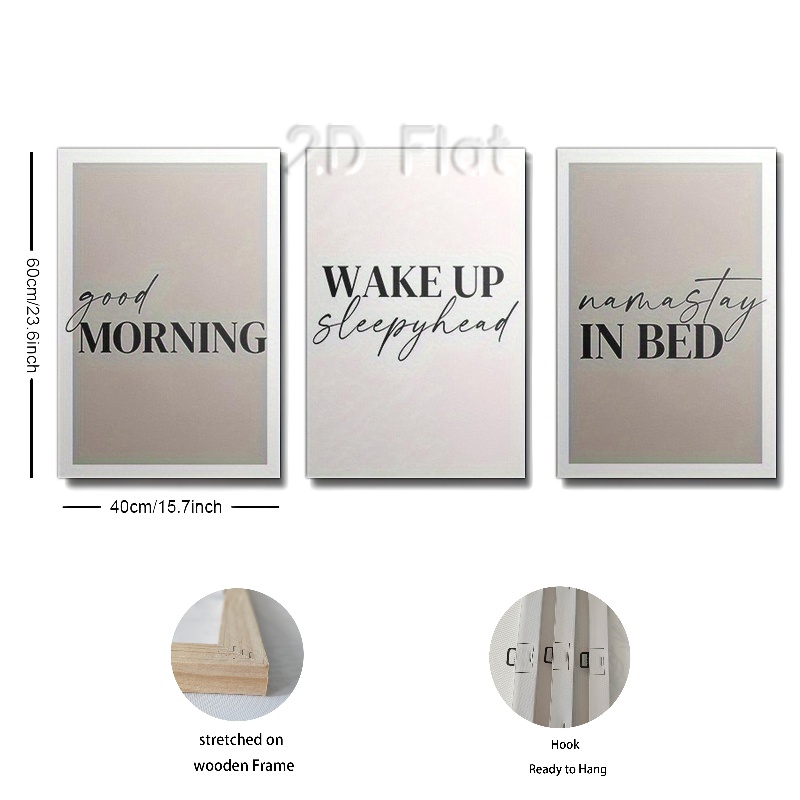 2.D Flat
60cm/23.6inch
good
MORNING
WAKE UP
sleepyhead
namastay
IN BED
40cm/15.7inch
stretched on
wooden Frame
Hook
Ready to Hang